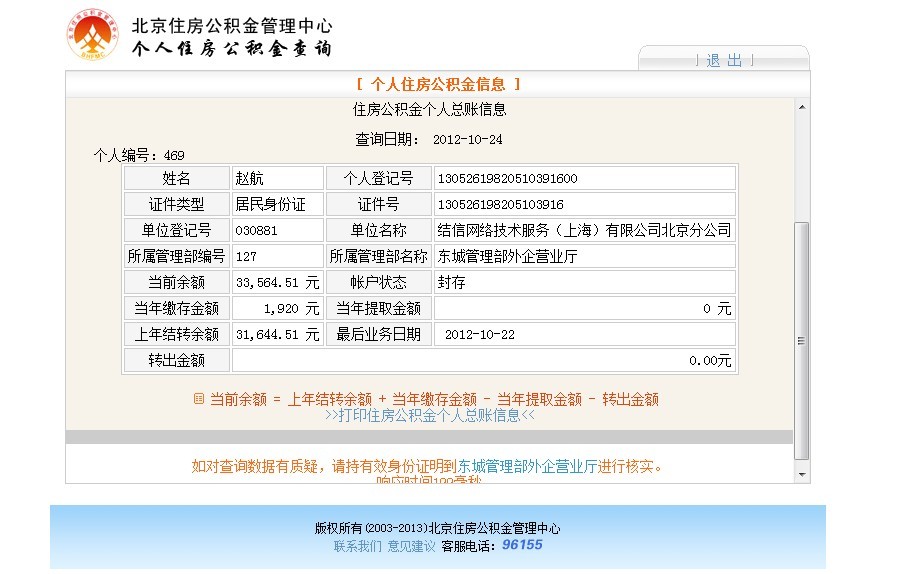 北京住房公积金管理中心
个人住房公积金查询
| 退 出 |
[ 个人住房公积金信息 ]
住房公积金个人总账信息
查询日期： 2012-10-24
个人编号：469
姓名 赵航 个人登记号 13052619820510391600
证件类型 居民身份证 证件号 130526198205103916
单位登记号 030881 单位名称 结信网络技术服务（上海）有限公司北京分公司
所属管理部编号 127 所属管理部名称 东城管理部外企营业厅
当前余额 33,564.51 元 帐户状态 封存
当年缴存金额 1,920 元 当年提取金额 0 元
上年结转余额 31,644.51 元 最后业务日期 2012-10-22
转出金额 0.00元
当前余额 = 上年结转余额 + 当年缴存金额 - 当年提取金额 - 转出金额
>>打印住房公积金个人总账信息<<
如对查询数据有质疑，请持有效身份证明到东城管理部外企营业厅进行核实。
响应时间
版权所有(2003-2013)北京住房公积金管理中心
联系我们 意见建议 客服电话：96155